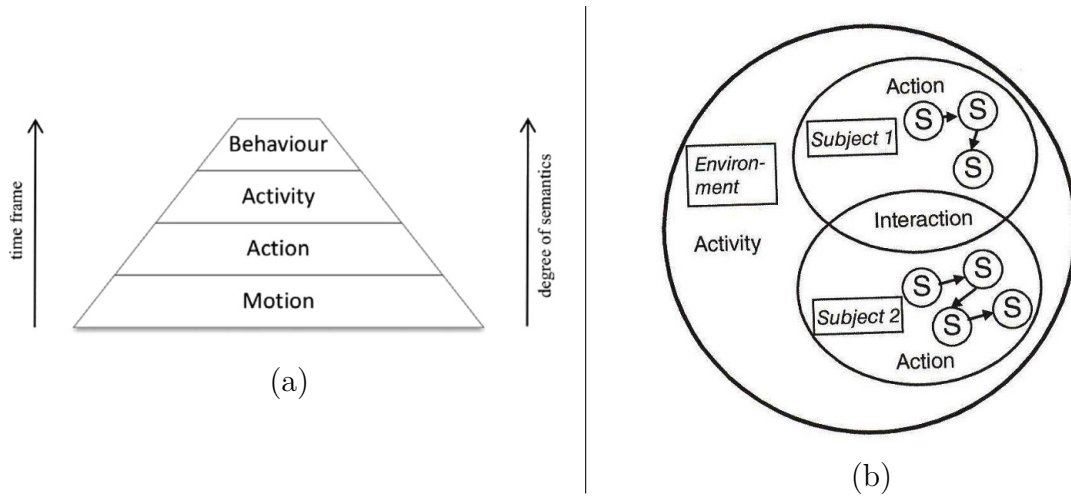 time frame
Behaviour
Activity
Action
Motion
degree of semantics
(a)
Action
S
S
S
Subject 1
Environ-
ment
Activity
Interaction
Subject 2
S
S
S
S
Action
(b)